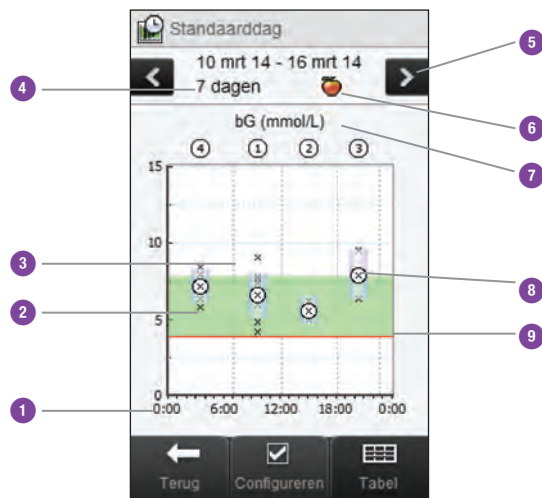 Standaarddag
10 mrt 14 - 16 mrt 14
7 dagen
bG (mmol/L)
4 1 2 3
15
10
5
0
0:00 6:00 12:00 18:00 0:00
Terug Configureren Tabel
1
2
3
4
5
6
7
8
9